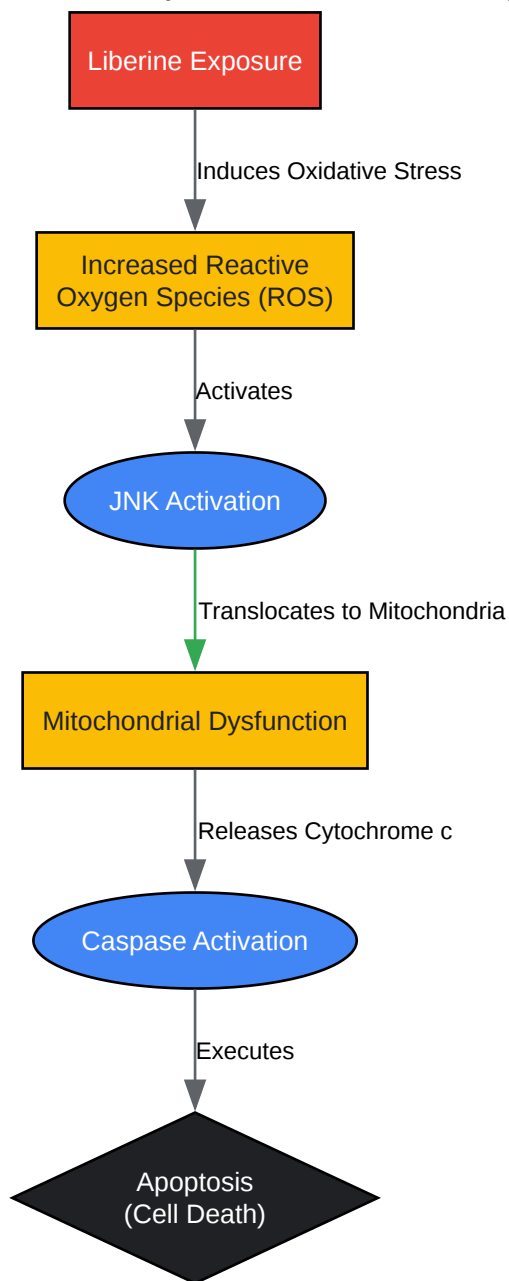 Liberine Exposure
Induces Oxidative Stress
Increased Reactive
Oxygen Species (ROS)
Activates
JNK Activation
Translocates to Mitochondria
Mitochondrial Dysfunction
Releases Cytochrome c
Caspase Activation
Executes
Apoptosis
(Cell Death)